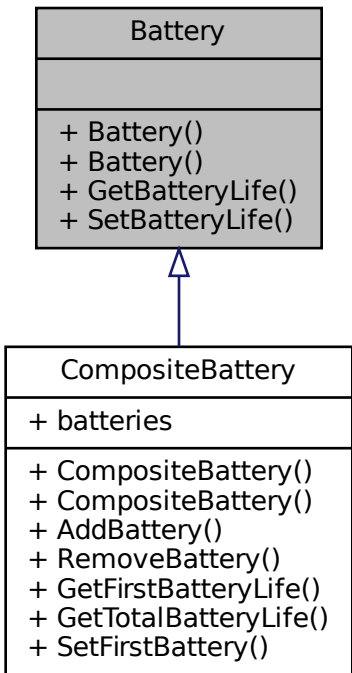 Battery
+ Battery()
+ Battery()
+ GetBatteryLife()
+ SetBatteryLife()
CompositeBattery
+ batteries
+ CompositeBattery()
+ CompositeBattery()
+ AddBattery()
+ RemoveBattery()
+ GetFirstBatteryLife()
+ GetTotalBatteryLife()
+ SetFirstBattery()